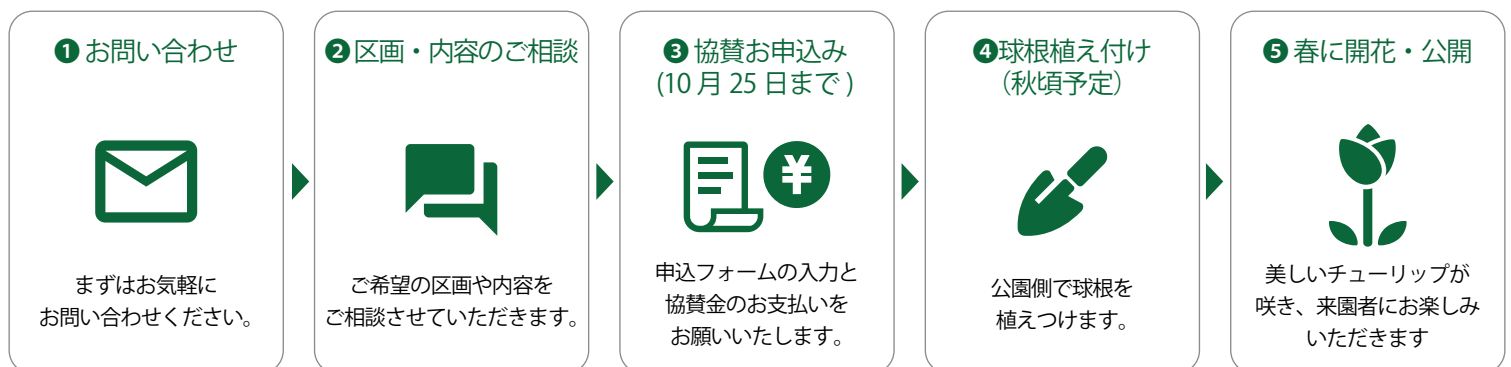 ❶ お問い合わせ
まずはお気軽に
お問い合わせください。
❷ 区画・内容のご相談
ご希望の区画や内容を
ご相談させていただきます。
❸ 協賛お申込み
(10 月 25 日まで )
¥
申込フォームの入力と
協賛金のお支払いを
お願いいたします。
❹球根植え付け
（秋頃予定）
公園側で球根を
植えつけます。
❺ 春に開花・公開
美しいチューリップが
咲き、来園者にお楽しみ
いただきます